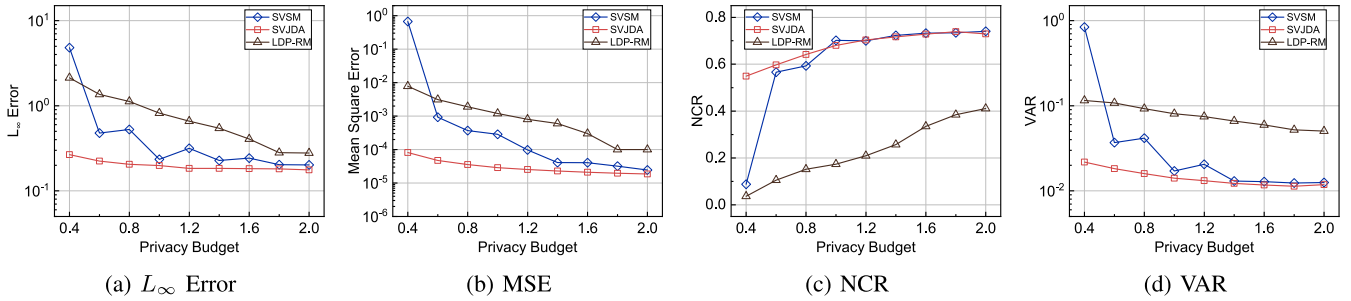 SVSM
SVJDA
LDP-RM
10^1
10^0
10^-1
L∞ Error
0.4 0.8 1.2 1.6 2.0
Privacy Budget
(a) L∞ Error
SVSM
SVJDA
LDP-RM
10^0
10^-1
10^-2
10^-3
10^-4
10^-5
10^-6
Mean Square Error
0.4 0.8 1.2 1.6 2.0
Privacy Budget
(b) MSE
SVSM
SVJDA
LDP-RM
0.8
0.6
0.4
0.2
0.0
NCR
0.4 0.8 1.2 1.6 2.0
Privacy Budget
(c) NCR
SVSM
SVJDA
LDP-RM
10^0
10^-1
10^-2
VAR
0.4 0.8 1.2 1.6 2.0
Privacy Budget
(d) VAR